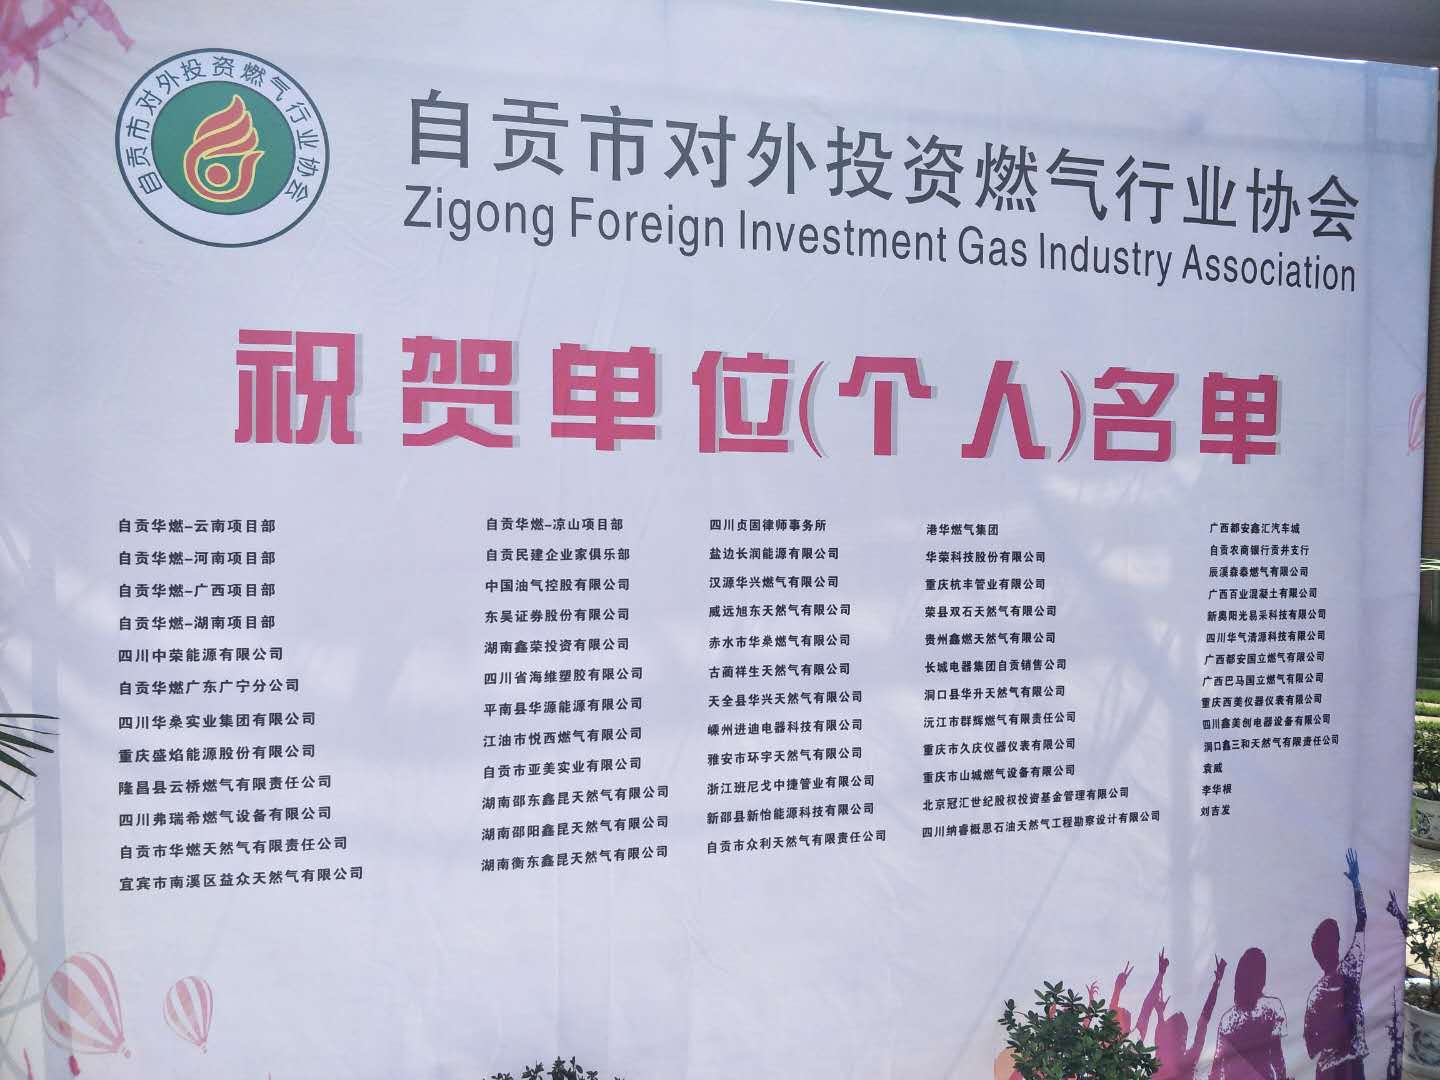 自贡市对外投资燃气行业协会
自贡市对外投资燃气行业协会
Zigong Foreign Investment Gas Industry Association
祝贺单位(个人)名单
自贡华燃-云南项目部
自贡华燃-河南项目部
自贡华燃-广西项目部
自贡华燃-湖南项目部
四川中荣能源有限公司
自贡华燃广东广宁分公司
四川华燊实业集团有限公司
重庆盛焰能源股份有限公司
隆昌县云桥燃气有限责任公司
四川弗瑞希燃气设备有限公司
自贡市华燃天然气有限责任公司
宜宾市南溪区益众天然气有限公司
自贡华燃-凉山项目部
自贡民建企业家俱乐部
中国油气控股有限公司
东吴证券股份有限公司
湖南鑫荣投资有限公司
四川省海维塑胶有限公司
平南县华源能源有限公司
江油市悦西燃气有限公司
自贡市亚美实业有限公司
湖南邵东鑫昆天然气有限公司
湖南邵阳鑫昆天然气有限公司
湖南衡东鑫昆天然气有限公司
四川贞固律师事务所
盐边长润能源有限公司
汉源华兴燃气有限公司
威远旭东天然气有限公司
赤水市华燊燃气有限公司
古蔺祥生天然气有限公司
天全县华兴天然气有限公司
嵊州进迪电器科技有限公司
雅安市环宇天然气有限公司
浙江班尼戈中捷管业有限公司
新邵县新怡能源科技有限公司
自贡市众利天然气有限责任公司
港华燃气集团
华荣科技股份有限公司
重庆杭丰管业有限公司
荣县双石天然气有限公司
贵州鑫燃天然气有限公司
长城电器集团自贡销售公司
洞口县华升天然气有限公司
沅江市群辉燃气有限责任公司
重庆市久庆仪器仪表有限公司
重庆市山城燃气设备有限公司
北京冠汇世纪股权投资基金管理有限公司
四川纳睿概思石油天然气工程勘察设计有限公司
广西都安鑫汇汽车城
自贡农商银行贡井支行
辰溪森泰燃气有限公司
广西百业混凝土有限公司
新奥阳光易采科技有限公司
四川华气清源科技有限公司
广西都安国立燃气有限公司
广西巴马国立燃气有限公司
重庆西美仪器仪表有限公司
四川鑫美创电器设备有限公司
洞口鑫三和天然气有限责任公司
袁威
李华根
刘吉发